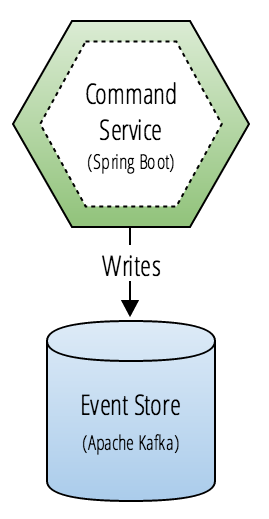 Command
Service
(Spring Boot)
Writes
Event Store
(Apache Kafka)